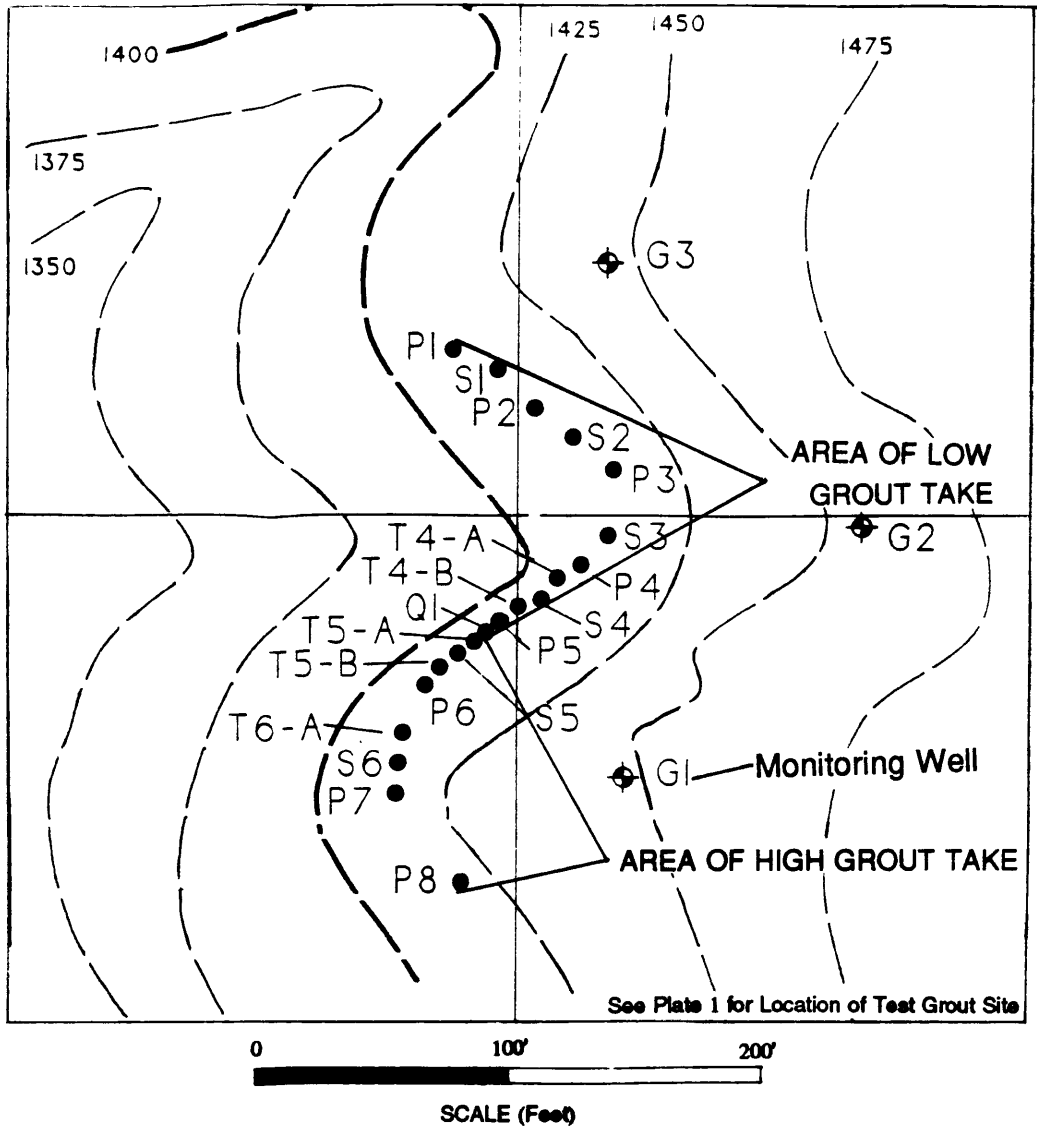 1425
1450
1475
1400
1375
1350
G3
P1
S1
P2
S2
P3
AREA OF LOW
GROUT TAKE
S3
G2
T4-A
T4-B
P4
Q1
S4
T5-A
P5
T5-B
P6
S5
T6-A
S6
P7
G1
Monitoring Well
AREA OF HIGH GROUT TAKE
P8
See Plate 1 for Location of Test Grout Site
0
100'
200'
SCALE (Feet)